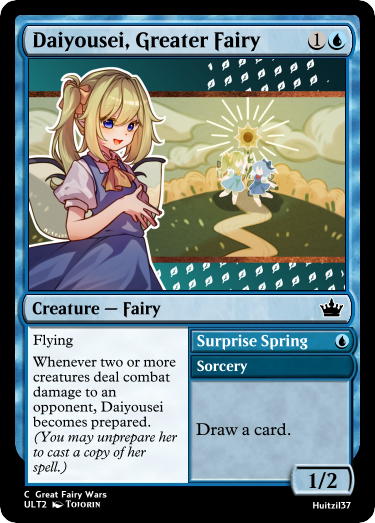 Daiyousei, Greater Fairy 1
Creature — Fairy
Flying
Whenever two or more
creatures deal combat
damage to an
opponent, Daiyousei
becomes prepared.
(You may unprepare her
to cast a copy of her
spell.)
Surprise Spring
Sorcery
Draw a card.
1/2
C Great Fairy Wars
ULT2 Toiorin
Huitzil37